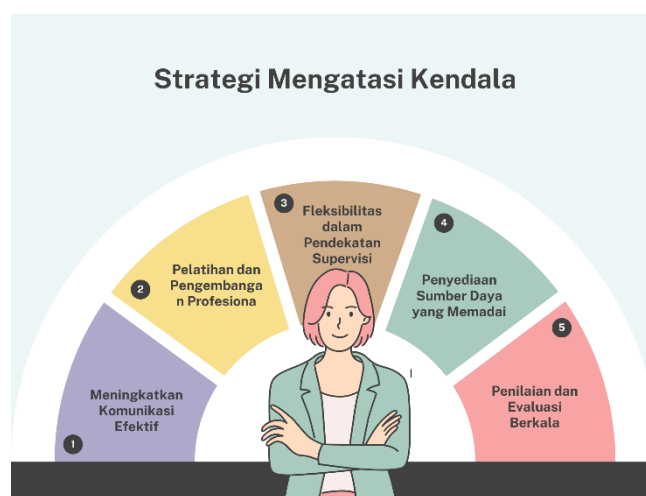 Strategi Mengatasi Kendala
1
Meningkatkan
Komunikasi
Efektif
2
Pelatihan dan
Pengembanga
n Profesiona
3
Fleksibilitas
dalam
Pendekatan
Supervisi
4
Penyediaan
Sumber Daya
yang Memadai
5
Penilaian dan
Evaluasi
Berkala